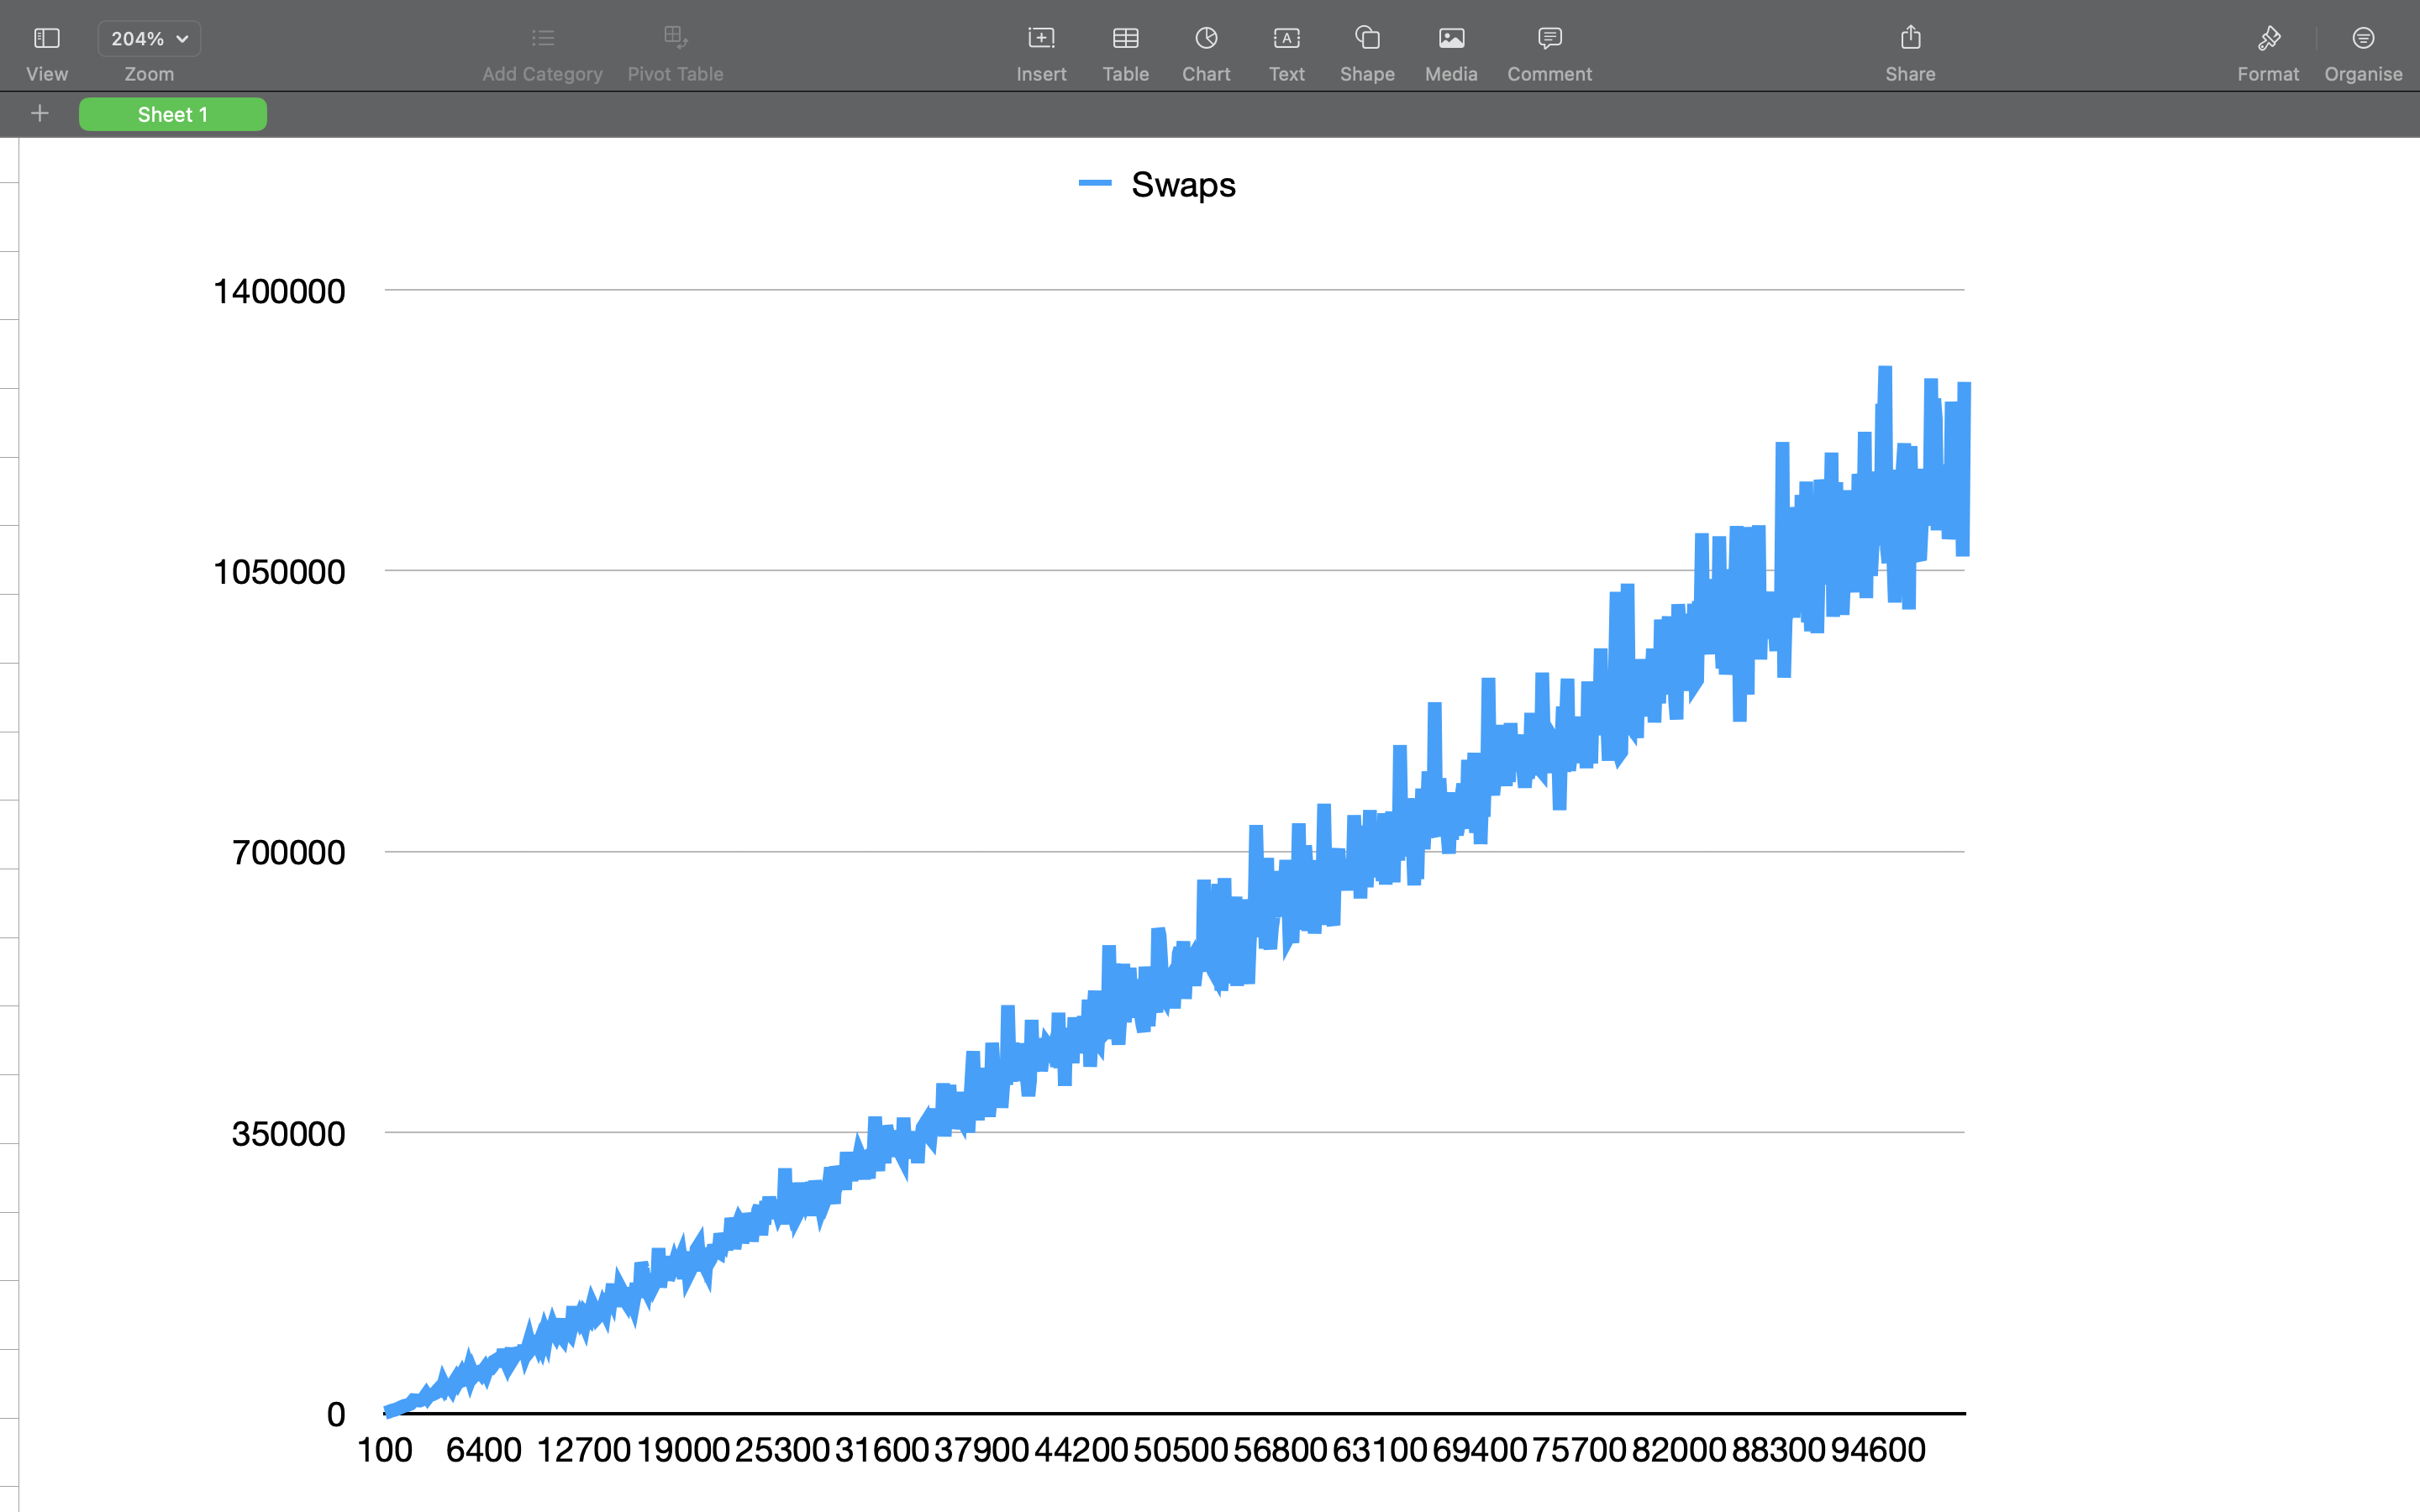 204%
View Zoom Add Category Pivot Table Insert Table Chart Text Shape Media Comment Share Format Organise
Sheet 1
Swaps
1400000
1050000
700000
350000
0
100 6400 12700 19000 25300 31600 37900 44200 50500 56800 63100 69400 75700 82000 88300 94600